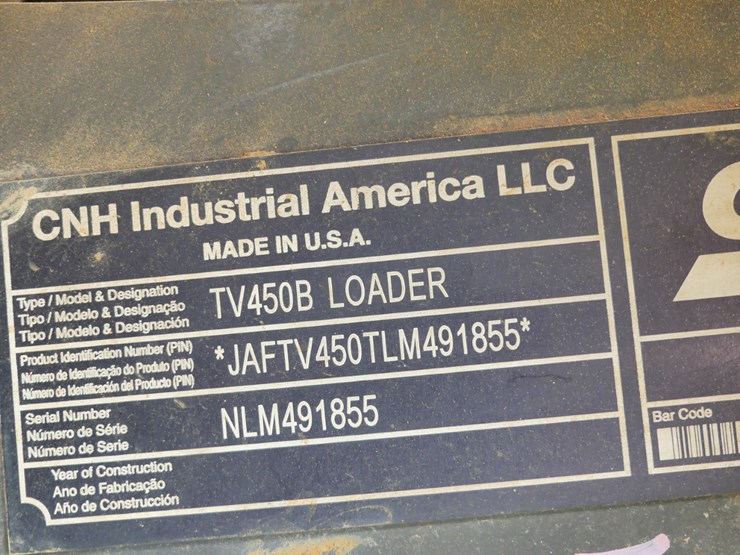 CNH Industrial America LLC
MADE IN U.S.A.
Type / Model & Designation
Tipo / Modelo & Designação
Tipo / Modelo & Designación
TV450B LOADER
Product Identification Number (PIN)
Número de Identificação do Produto (PIN)
Número de Identificación del Producto (PIN)
*JAFTV450TLM491855*
Serial Number
Número de Série
Número de Serie
NLM491855
Year of Construction
Ano de Fabricação
Año de Construcción
Bar Code